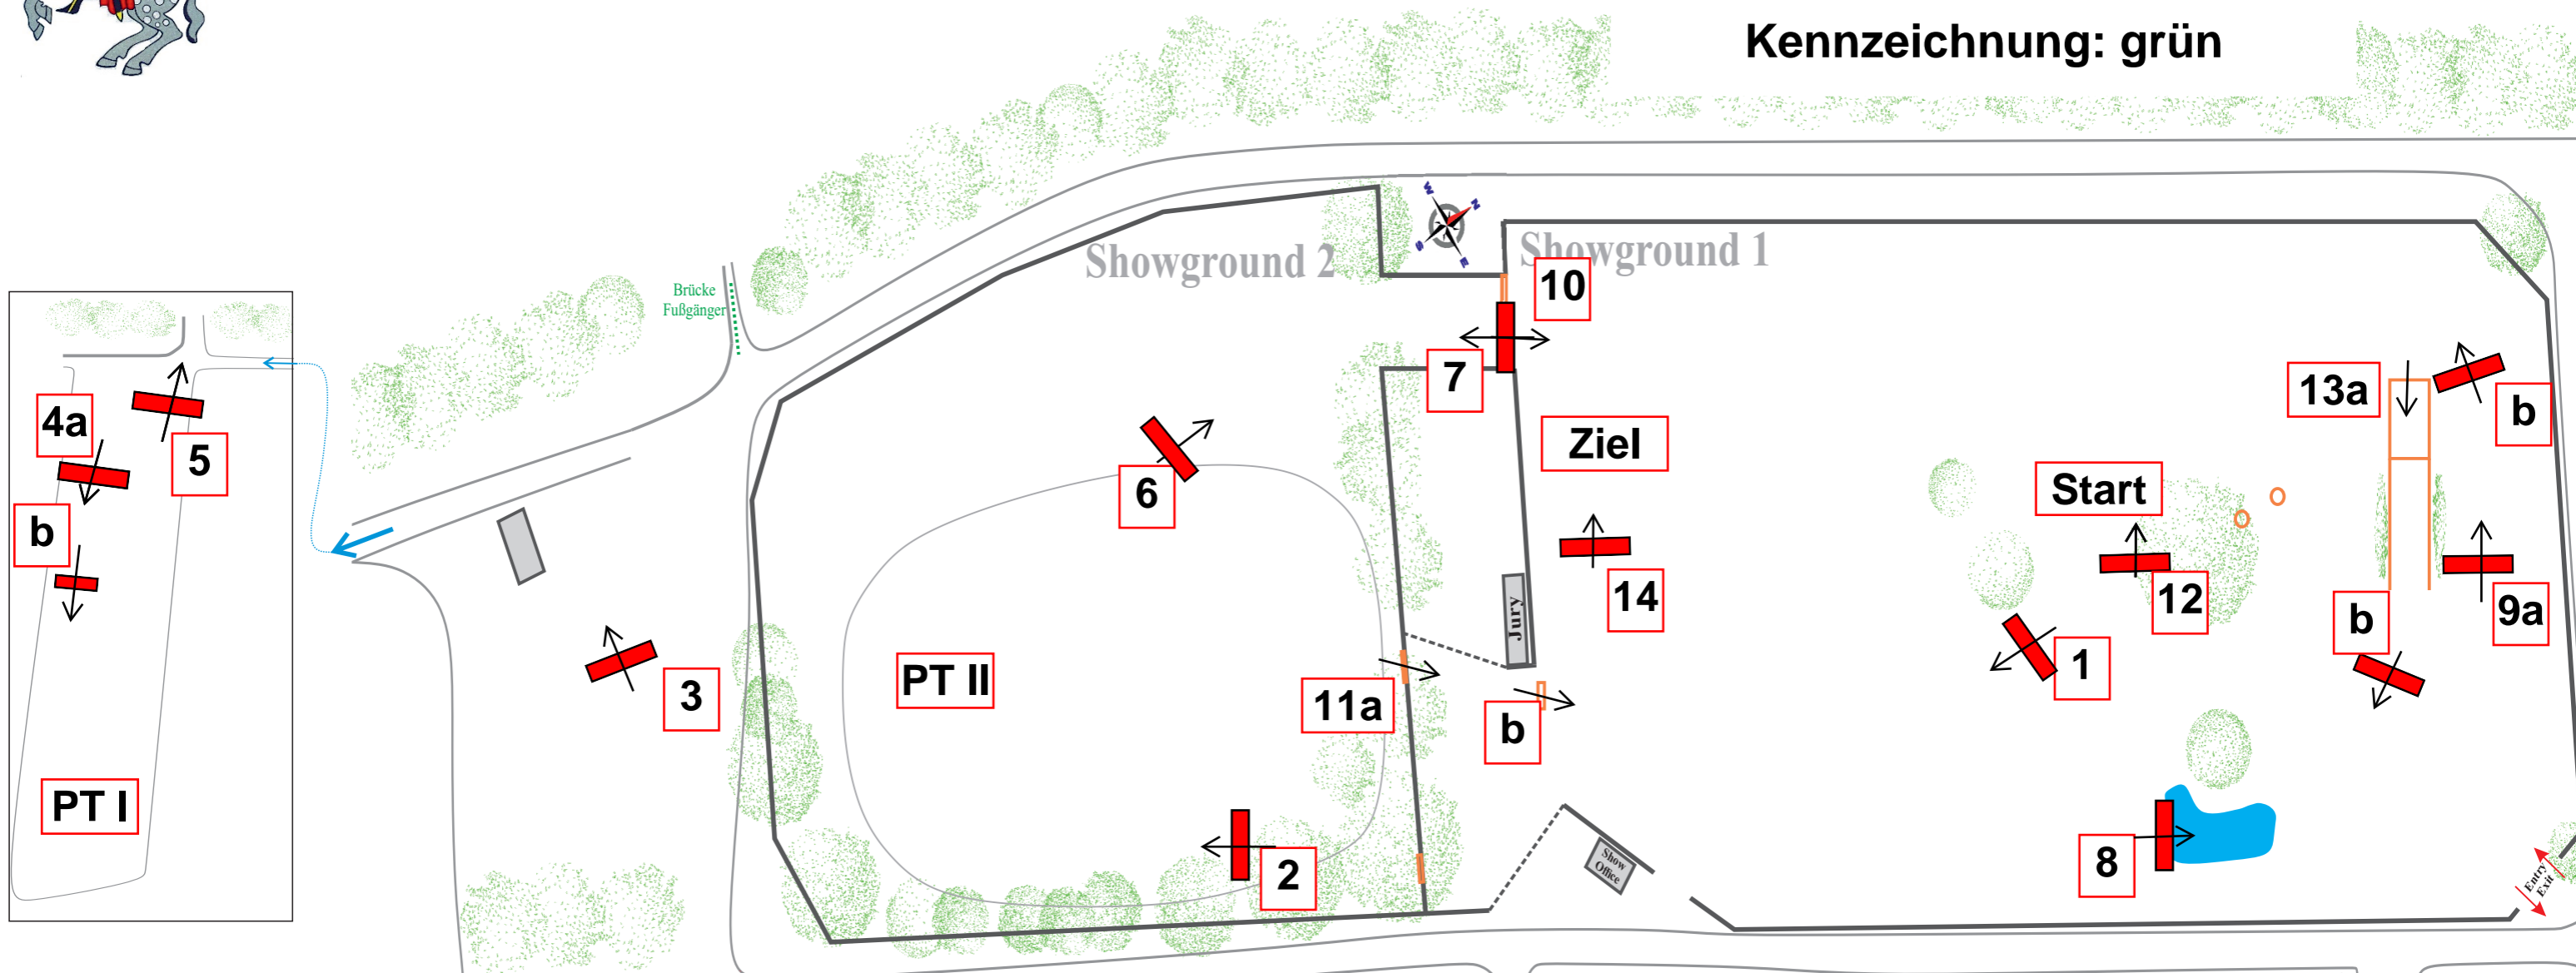 Kennzeichnung: grün
Showground 2
Showground 1
Brücke
Fußgänger
10
7
13a
b
4a
5
b
6
Ziel
Start
12
9a
b
1
14
Jury
3
PT II
11a
b
PT I
2
8
Show
Office
Entry
Exit